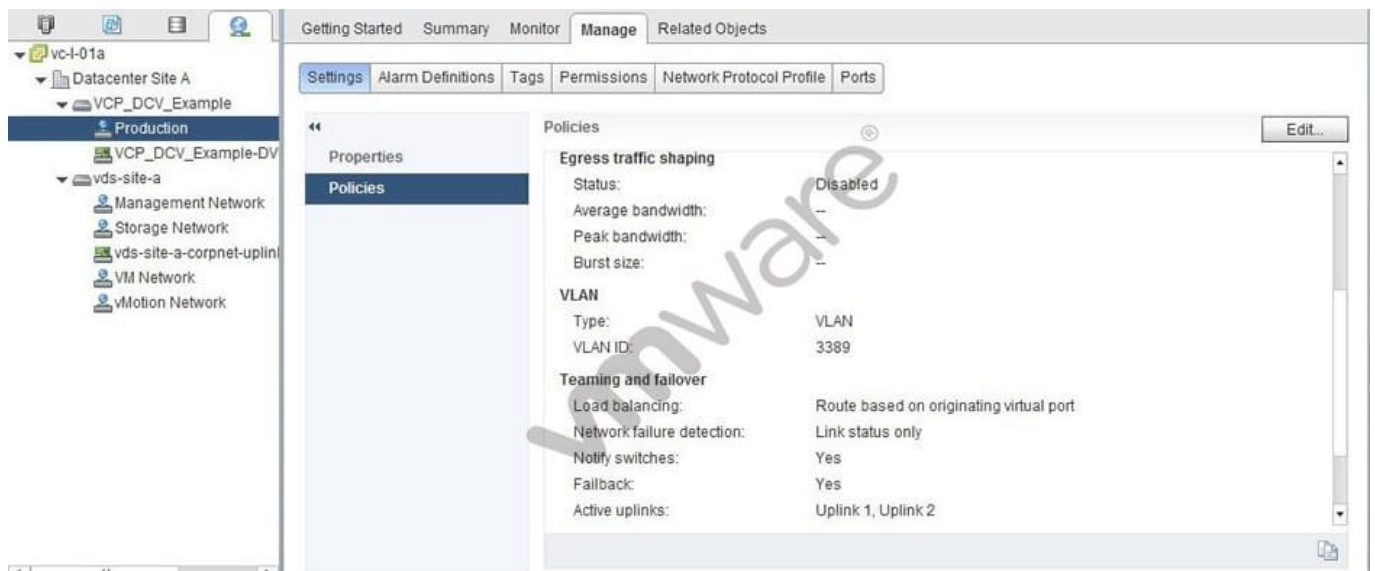 Getting Started Summary Monitor Manage Related Objects
vc-l-01a
Datacenter Site A
VCP_DCV_Example
Production
VCP_DCV_Example-DV
vds-site-a
Management Network
Storage Network
vds-site-a-corpnet-uplin
VM Network
vMotion Network
Settings Alarm Definitions Tags Permissions Network Protocol Profile Ports
Properties
Policies
Policies
Edit...
Egress traffic shaping
Status: Disabled
Average bandwidth: --
Peak bandwidth: --
Burst size: --
VLAN
Type: VLAN
VLAN ID: 3389
Teaming and failover
Load balancing: Route based on originating virtual port
Network failure detection: Link status only
Notify switches: Yes
Failback: Yes
Active uplinks: Uplink 1, Uplink 2
vmware